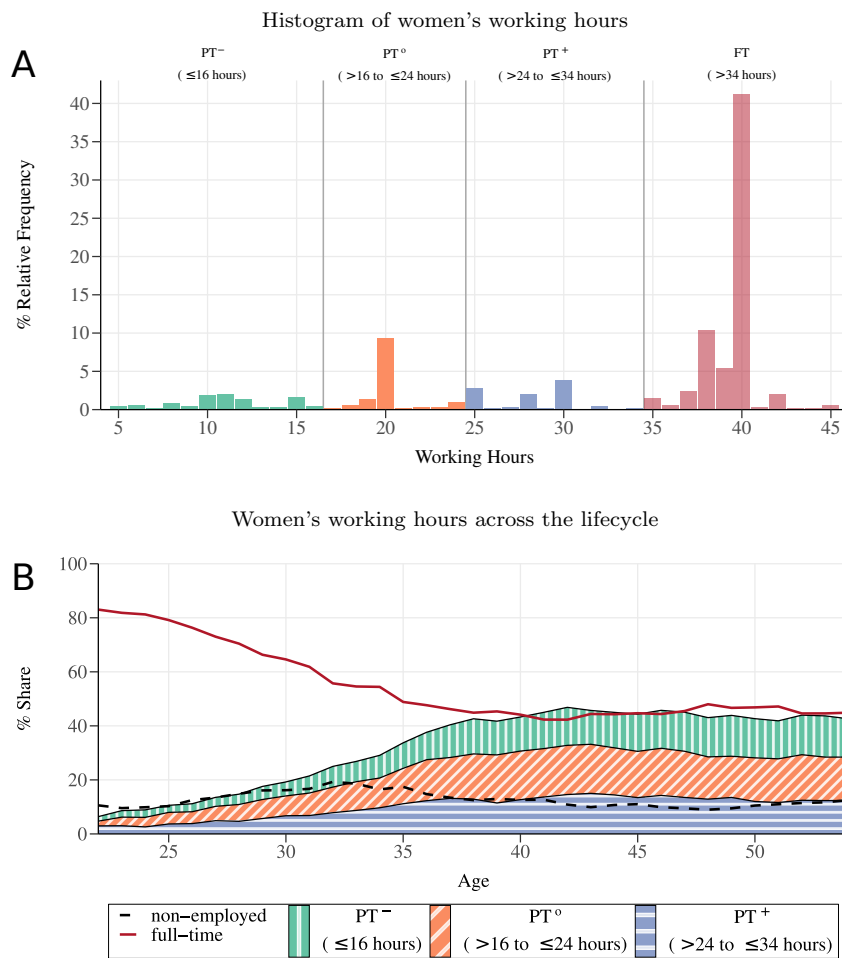 Histogram of women's working hours
A
PT⁻ PT⁰ PT⁺ FT
( ≤16 hours) ( >16 to ≤24 hours) ( >24 to ≤34 hours) ( >34 hours)
40
35
30
25
20
15
10
5
0
% Relative Frequency
5 10 15 20 25 30 35 40 45
Working Hours
Women's working hours across the lifecycle
B
100
80
60
40
20
0
% Share
25 30 35 40 45 50
Age
non−employed
full−time
PT⁻ PT⁰ PT⁺
( ≤16 hours) ( >16 to ≤24 hours) ( >24 to ≤34 hours)